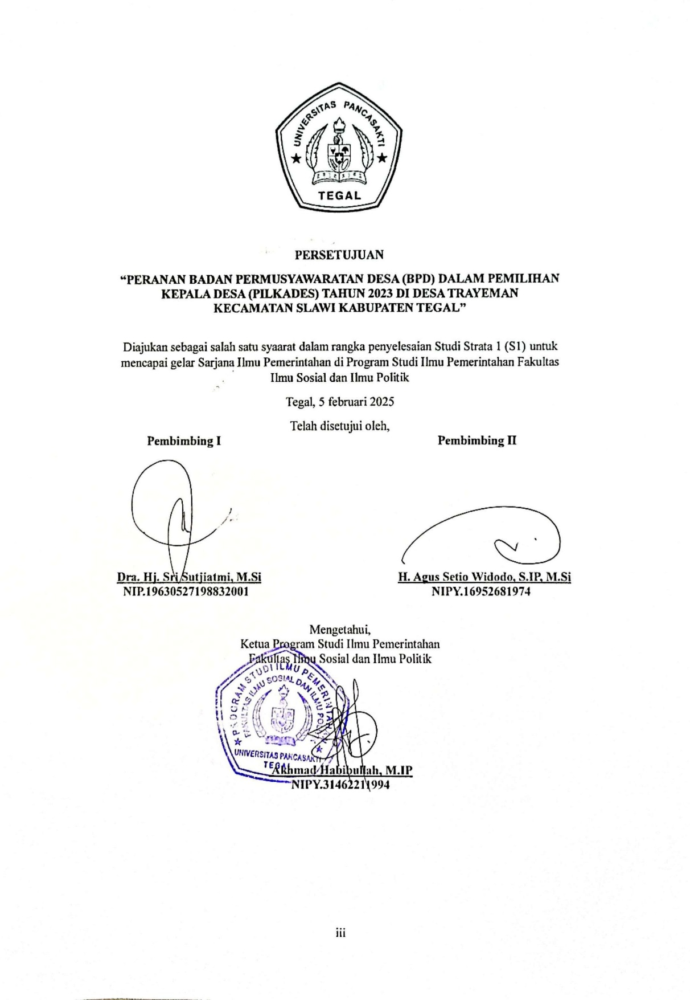 UNIVERSITAS PANCASAKTI
TEGAL
PERSETUJUAN
“PERANAN BADAN PERMUSYAWARATAN DESA (BPD) DALAM PEMILIHAN
KEPALA DESA (PILKADES) TAHUN 2023 DI DESA TRAYEMAN
KECAMATAN SLAWI KABUPATEN TEGAL”
Diajukan sebagai salah satu syaarat dalam rangka penyelesaian Studi Strata 1 (S1) untuk
mencapai gelar Sarjana Ilmu Pemerintahan di Program Studi Ilmu Pemerintahan Fakultas
Ilmu Sosial dan Ilmu Politik
Tegal, 5 februari 2025
Telah disetujui oleh,
Pembimbing I
Pembimbing II
Dra. Hj. Sri Sutjiatmi, M.Si
NIP.19630527198832001
H. Agus Setio Widodo, S.IP, M.Si
NIPY.16952681974
Mengetahui,
Ketua Program Studi Ilmu Pemerintahan
Fakultas Ilmu Sosial dan Ilmu Politik
PROGRAM STUDI ILMU PEMERINTAHAN
FAKULTAS ILMU SOSIAL DAN ILMU POLITIK
UNIVERSITAS PANCASAKTI
TEGAL
Akhmad Habibullah, M.IP
NIPY.31462211994
iii